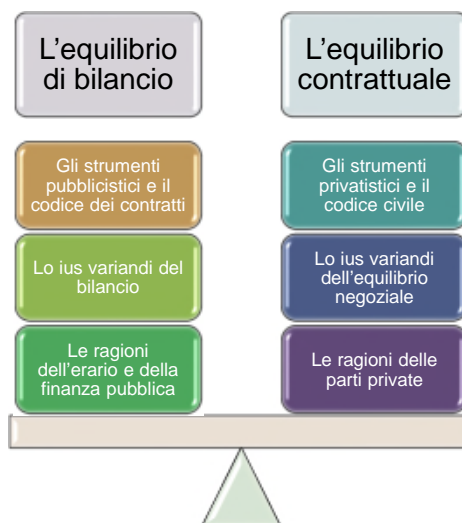 L'equilibrio
di bilancio
L'equilibrio
contrattuale
Gli strumenti
pubblicistici e il
codice dei contratti
Gli strumenti
privatistici e il
codice civile
Lo ius variandi del
bilancio
Lo ius variandi
dell'equilibrio
negoziale
Le ragioni
dell'erario e della
finanza pubblica
Le ragioni delle
parti private